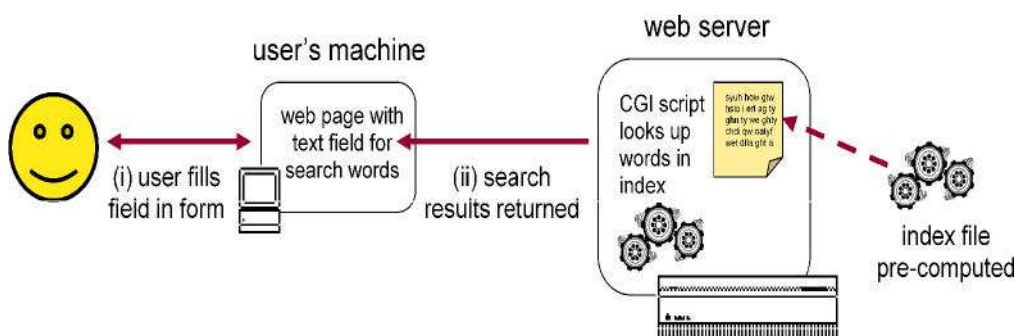 user's machine
web server
web page with
text field for
search words
(i) user fills
field in form
(ii) search
results returned
CGI script
looks up
words in
index
index file
pre-computed